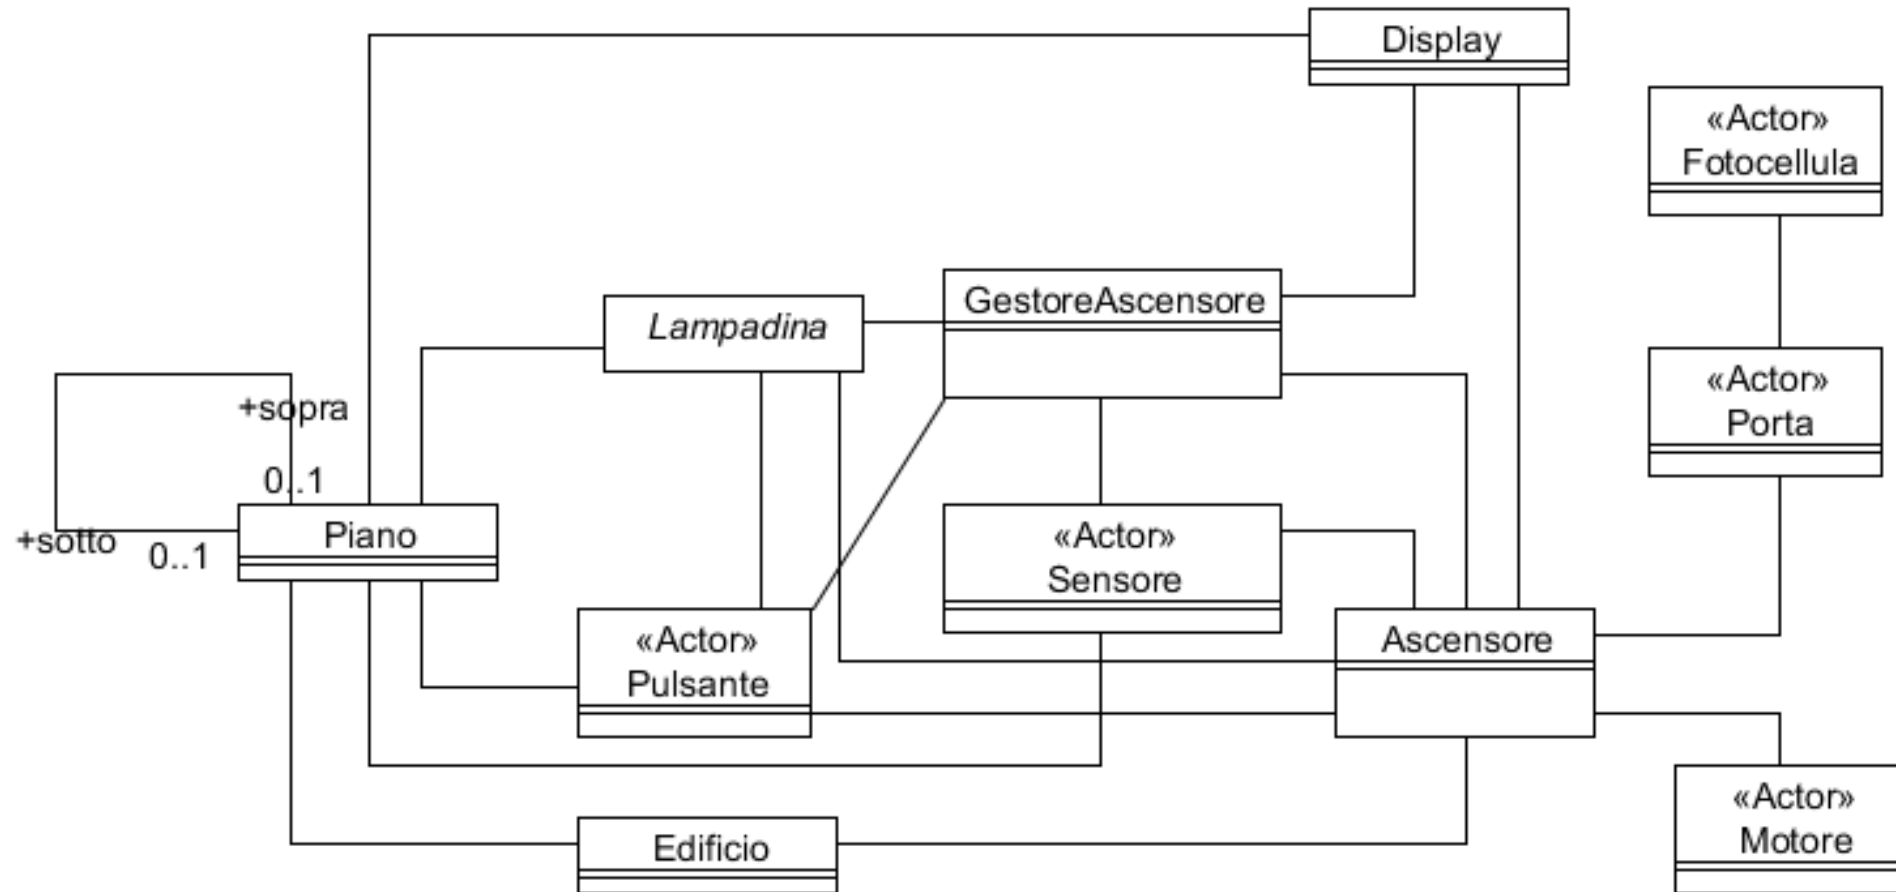 Display
«Actor»
Fotocellula
GestoreAscensore
Lampadina
«Actor»
Porta
+sopra
0..1
Piano
+sotto
0..1
«Actor»
Sensore
«Actor»
Pulsante
Ascensore
«Actor»
Motore
Edificio